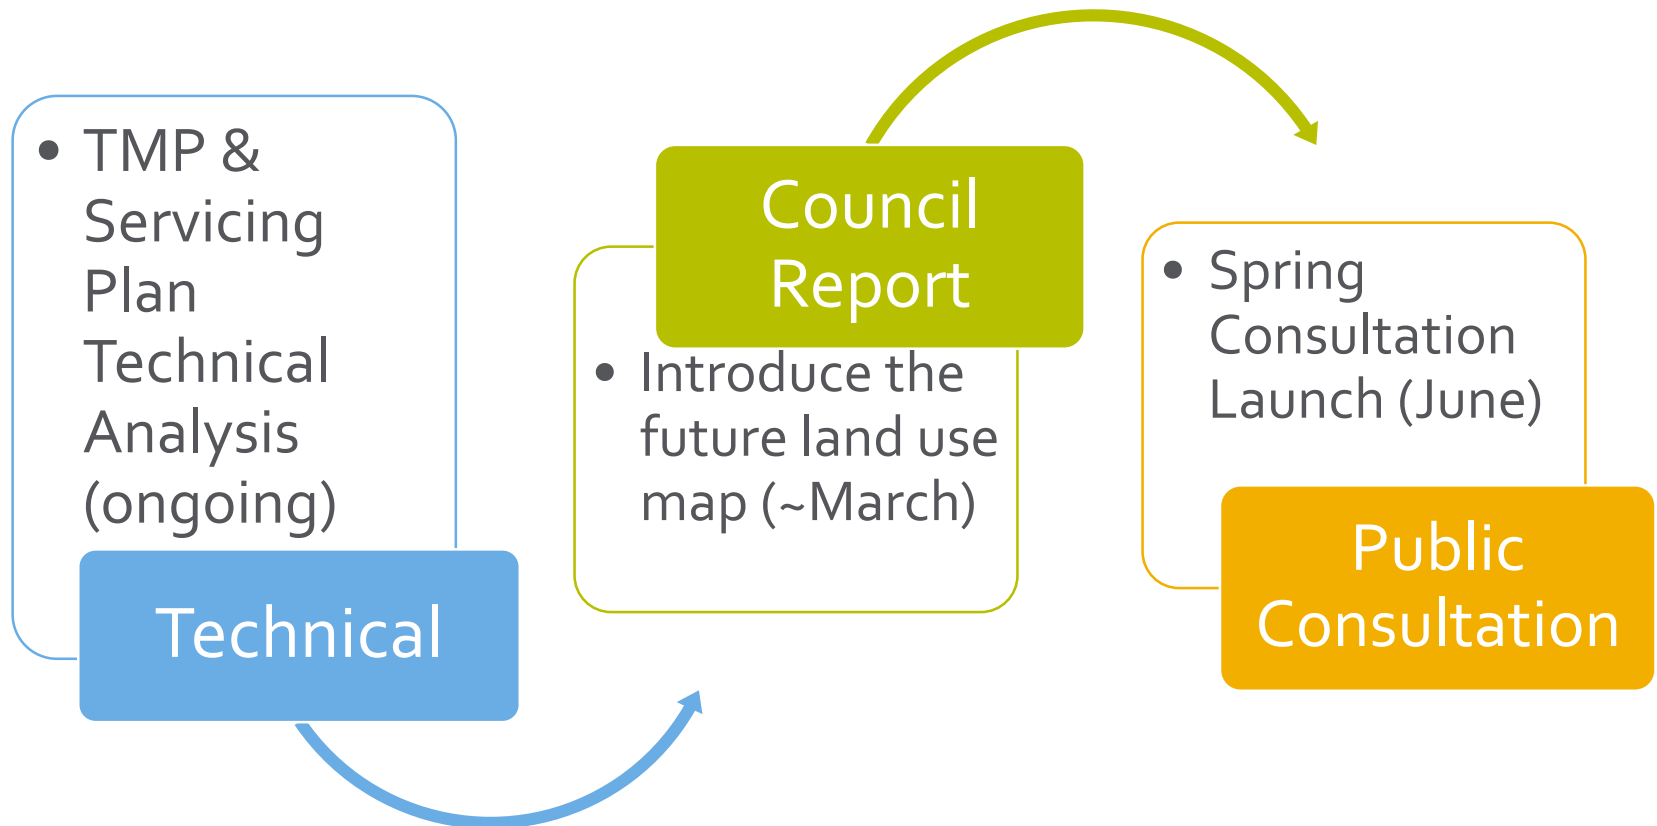 • TMP &
Servicing
Plan
Technical
Analysis
(ongoing)
Technical
Council
Report
• Introduce the
future land use
map (~March)
• Spring
Consultation
Launch (June)
Public
Consultation